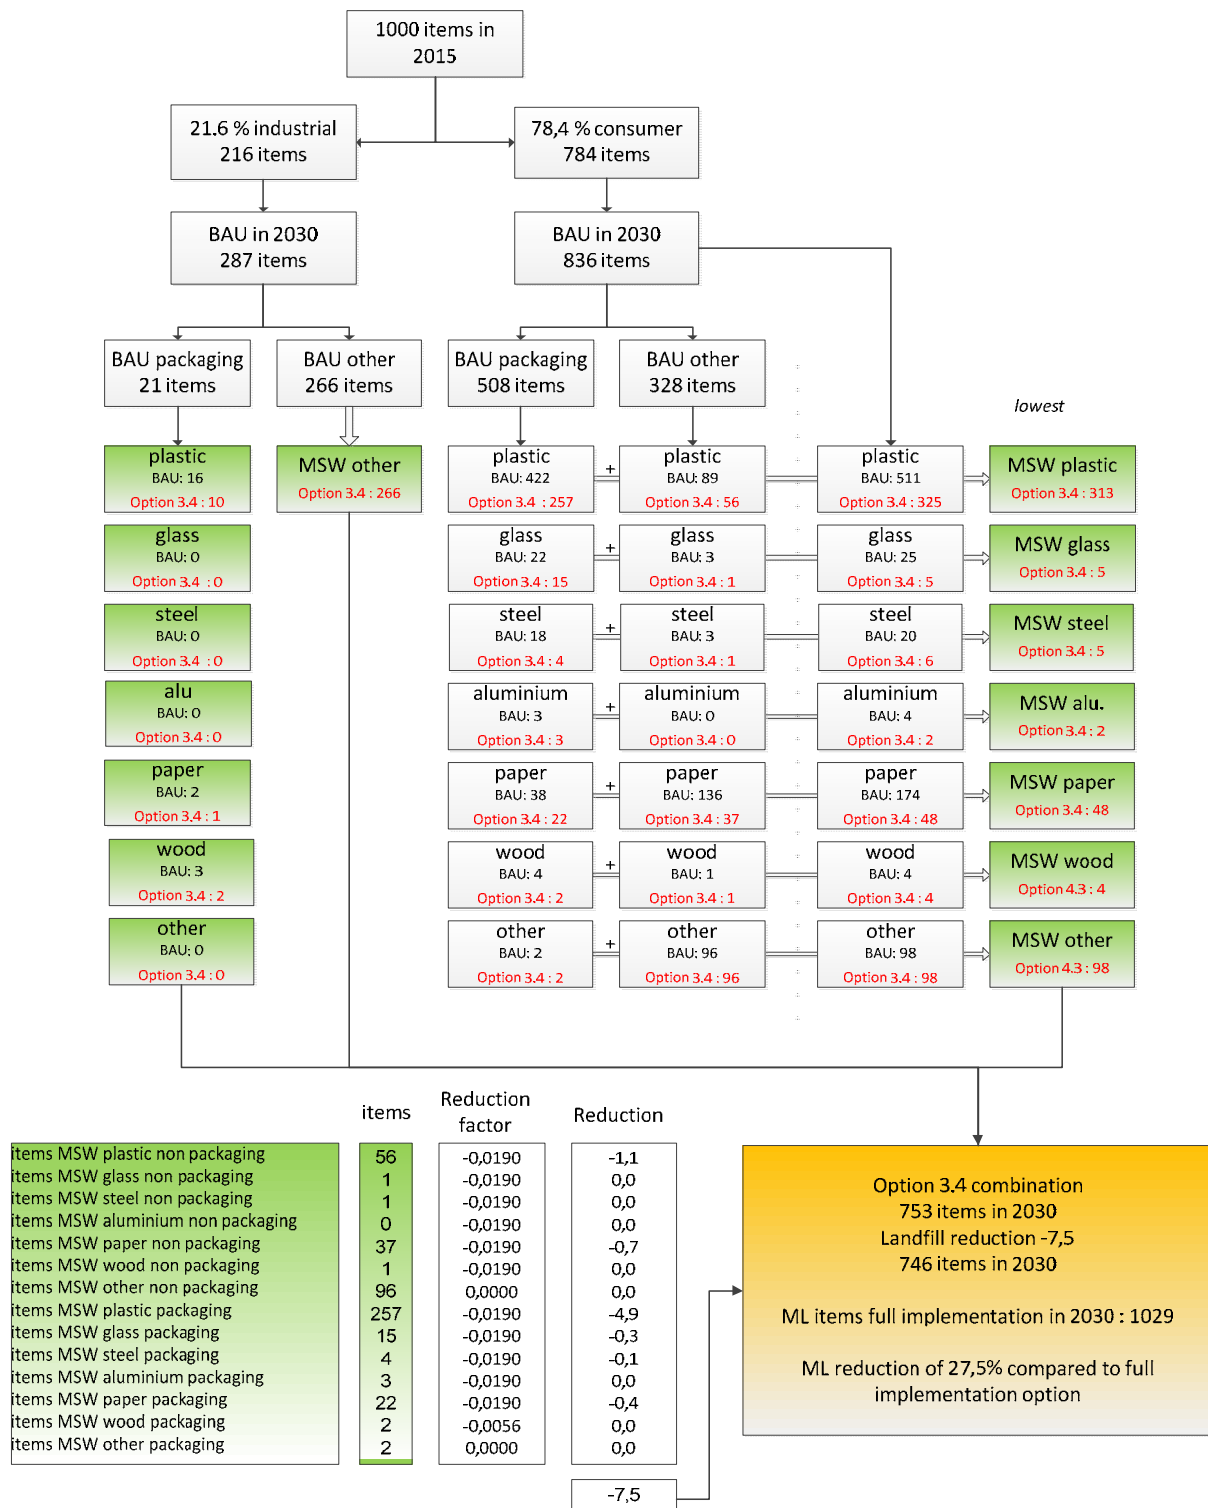 1000 items in
2015
21.6 % industrial
216 items
78,4 % consumer
784 items
BAU in 2030
287 items
BAU in 2030
836 items
BAU packaging
21 items
BAU other
266 items
BAU packaging
508 items
BAU other
328 items
lowest
plastic
BAU: 16
Option 3.4 : 10
MSW other
Option 3.4 : 266
plastic
BAU: 422
Option 3.4 : 257
+
plastic
BAU: 89
Option 3.4 : 56
plastic
BAU: 511
Option 3.4 : 325
MSW plastic
Option 3.4 : 313
glass
BAU: 0
Option 3.4 : 0
glass
BAU: 22
Option 3.4 : 15
+
glass
BAU: 3
Option 3.4 : 1
glass
BAU: 25
Option 3.4 : 5
MSW glass
Option 3.4 : 5
steel
BAU: 0
Option 3.4 : 0
steel
BAU: 18
Option 3.4 : 4
+
steel
BAU: 3
Option 3.4 : 1
steel
BAU: 20
Option 3.4 : 6
MSW steel
Option 3.4 : 5
alu
BAU: 0
Option 3.4 : 0
aluminium
BAU: 3
Option 3.4 : 3
+
aluminium
BAU: 0
Option 3.4 : 0
aluminium
BAU: 4
Option 3.4 : 2
MSW alu.
Option 3.4 : 2
paper
BAU: 2
Option 3.4 : 1
paper
BAU: 38
Option 3.4 : 22
+
paper
BAU: 136
Option 3.4 : 37
paper
BAU: 174
Option 3.4 : 48
MSW paper
Option 3.4 : 48
wood
BAU: 3
Option 3.4 : 2
wood
BAU: 4
Option 3.4 : 2
+
wood
BAU: 1
Option 3.4 : 1
wood
BAU: 4
Option 3.4 : 4
MSW wood
Option 4.3 : 4
other
BAU: 0
Option 3.4 : 0
other
BAU: 2
Option 3.4 : 2
+
other
BAU: 96
Option 3.4 : 96
other
BAU: 98
Option 3.4 : 98
MSW other
Option 4.3 : 98
items
Reduction
factor
Reduction
items MSW plastic non packaging 56 -0,0190 -1,1
items MSW glass non packaging 1 -0,0190 0,0
items MSW steel non packaging 1 -0,0190 0,0
items MSW aluminium non packaging 0 -0,0190 0,0
items MSW paper non packaging 37 -0,0190 -0,7
items MSW wood non packaging 1 -0,0190 0,0
items MSW other non packaging 96 0,0000 0,0
items MSW plastic packaging 257 -0,0190 -4,9
items MSW glass packaging 15 -0,0190 -0,3
items MSW steel packaging 4 -0,0190 -0,1
items MSW aluminium packaging 3 -0,0190 0,0
items MSW paper packaging 22 -0,0190 -0,4
items MSW wood packaging 2 -0,0056 0,0
items MSW other packaging 2 0,0000 0,0
-7,5
Option 3.4 combination
753 items in 2030
Landfill reduction -7,5
746 items in 2030
ML items full implementation in 2030 : 1029
ML reduction of 27,5% compared to full
implementation option